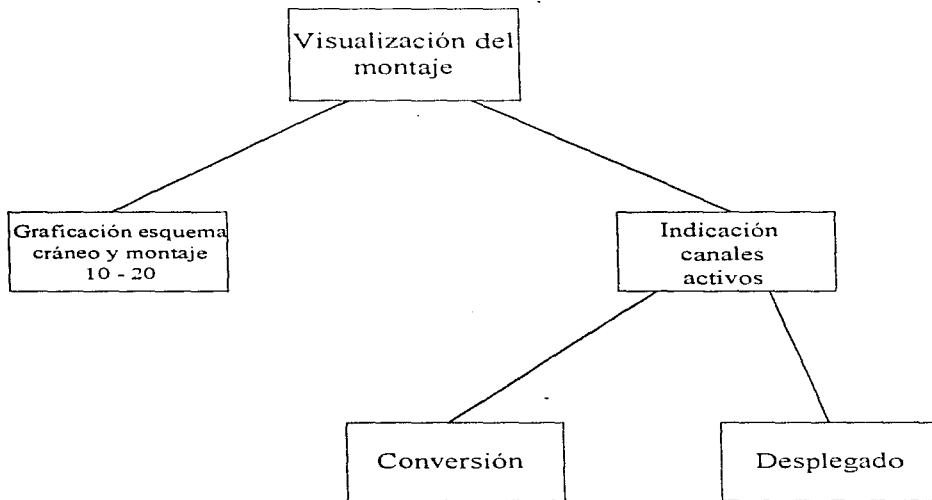 Visualización del
montaje
Graficación esquema
cráneo y montaje
10 - 20
Indicación
canales
activos
Conversión
Desplegado